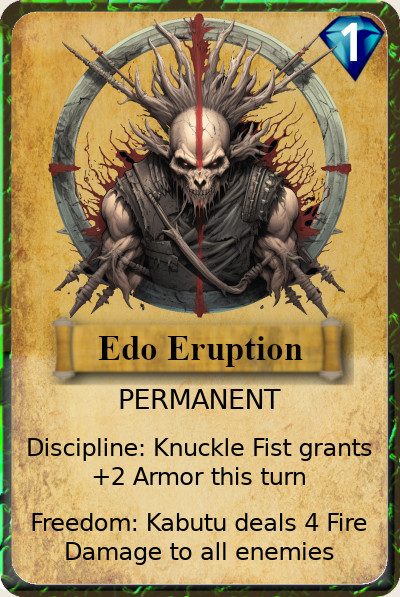 1
Edo Eruption
PERMANENT
Discipline: Knuckle Fist grants
+2 Armor this turn
Freedom: Kabutu deals 4 Fire
Damage to all enemies